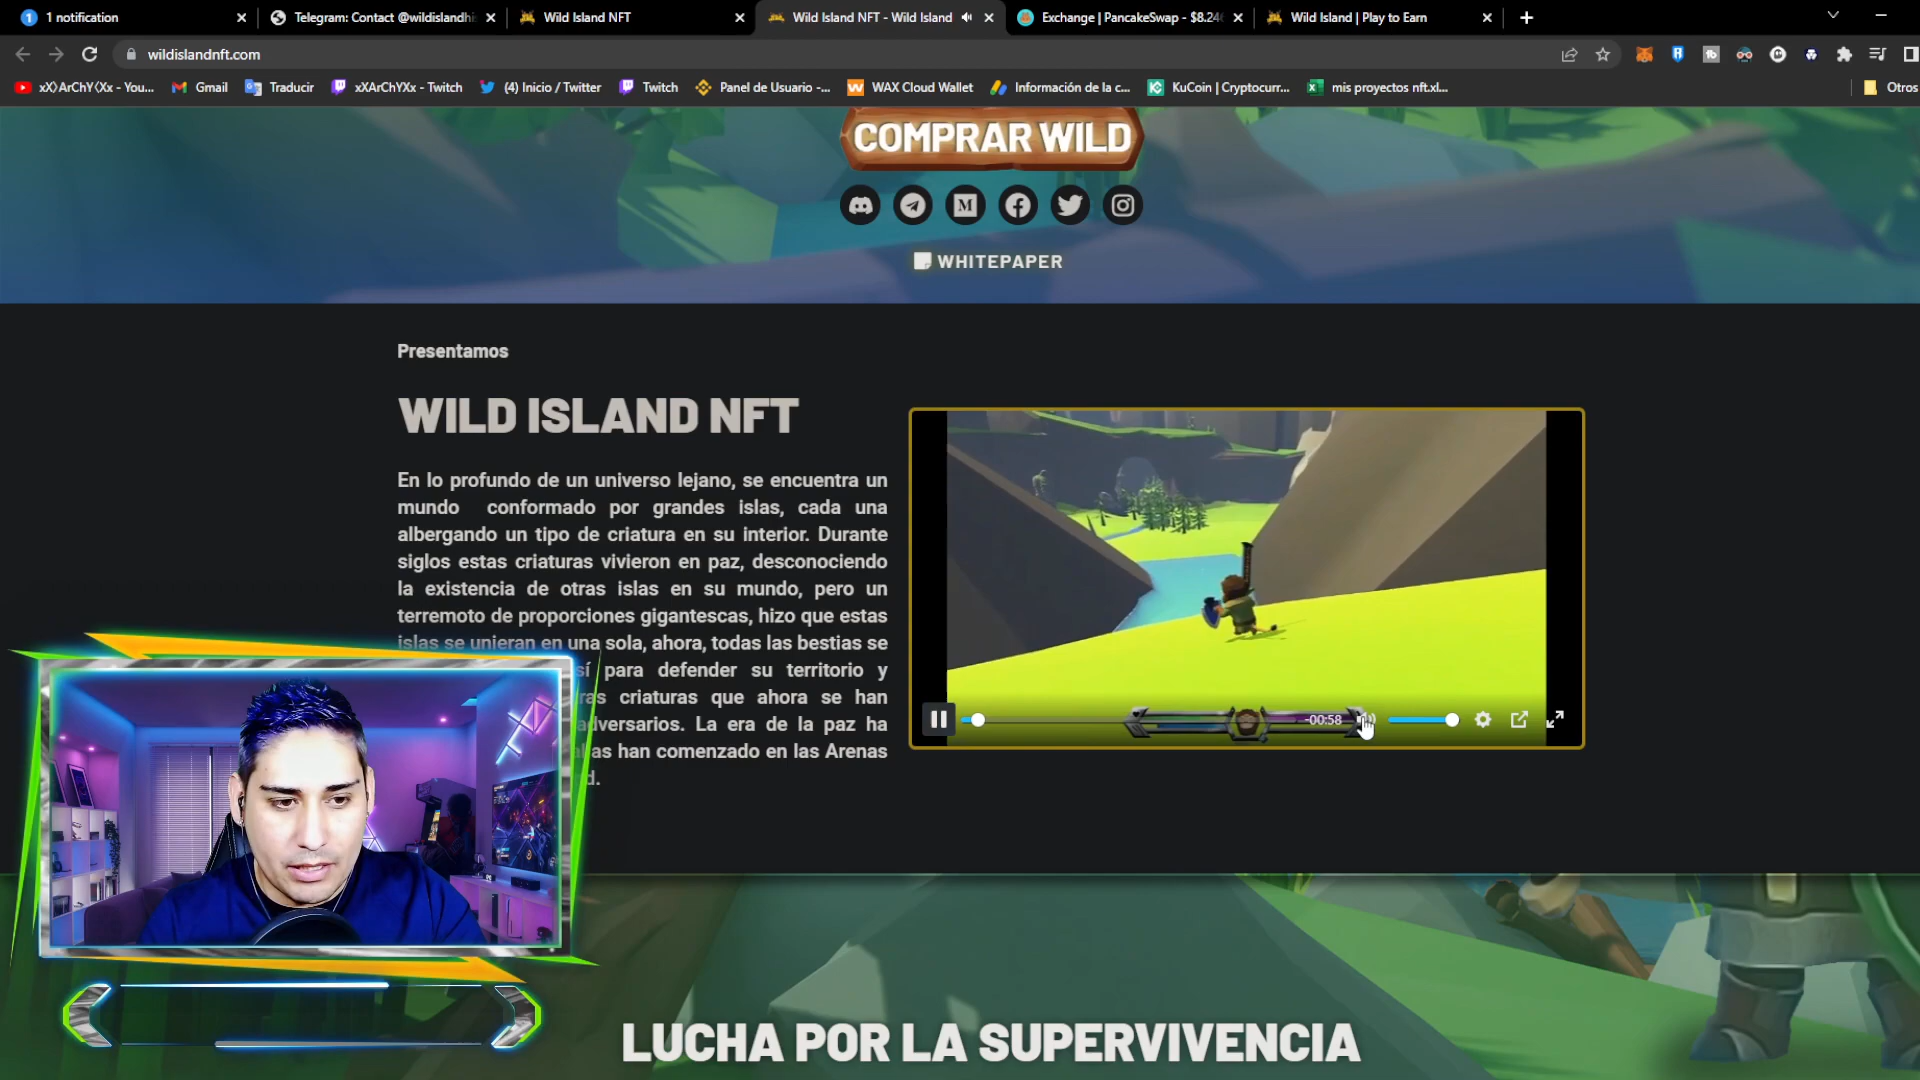 1 notification
Telegram: Contact @wildislandhi
Wild Island NFT
Wild Island NFT - Wild Island
Exchange | PancakeSwap - $8.24
Wild Island | Play to Earn
wildislandnft.com
xX)ArChY(Xx - You...
Gmail
Traducir
xXArChYXx - Twitch
(4) Inicio / Twitter
Twitch
Panel de Usuario -...
WAX Cloud Wallet
Información de la c...
KuCoin | Cryptocurr...
mis proyectos nft.xl...
Otros
COMPRAR WILD
WHITEPAPER
Presentamos
WILD ISLAND NFT
En lo profundo de un universo lejano, se encuentra un
mundo conformado por grandes islas, cada una
albergando un tipo de criatura en su interior. Durante
siglos estas criaturas vivieron en paz, desconociendo
la existencia de otras islas en su mundo, pero un
terremoto de proporciones gigantescas, hizo que estas
islas se unieran en una sola, ahora, todas las bestias se
sí para defender su territorio y
ras criaturas que ahora se han
adversarios. La era de la paz ha
as han comenzado en las Arenas
d.
-00:58
LUCHA POR LA SUPERVIVENCIA